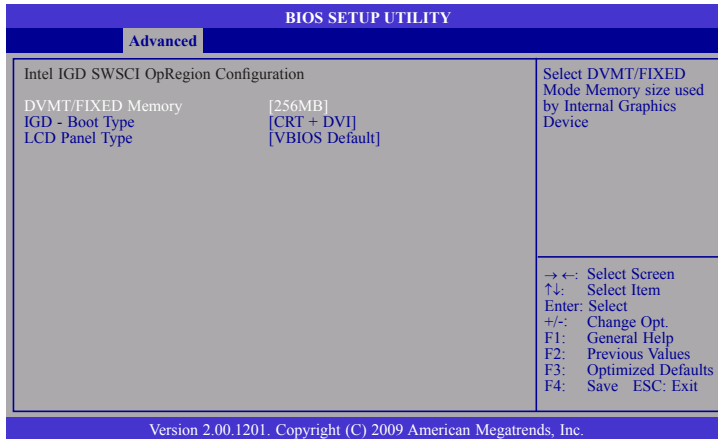 BIOS SETUP UTILITY
Advanced
Intel IGD SWSCI OpRegion Configuration
DVMT/FIXED Memory [256MB]
IGD - Boot Type [CRT + DVI]
LCD Panel Type [VBIOS Default]
Select DVMT/FIXED
Mode Memory size used
by Internal Graphics
Device
→←: Select Screen
↑↓: Select Item
Enter: Select
+/-: Change Opt.
F1: General Help
F2: Previous Values
F3: Optimized Defaults
F4: Save ESC: Exit
Version 2.00.1201. Copyright (C) 2009 American Megatrends, Inc.